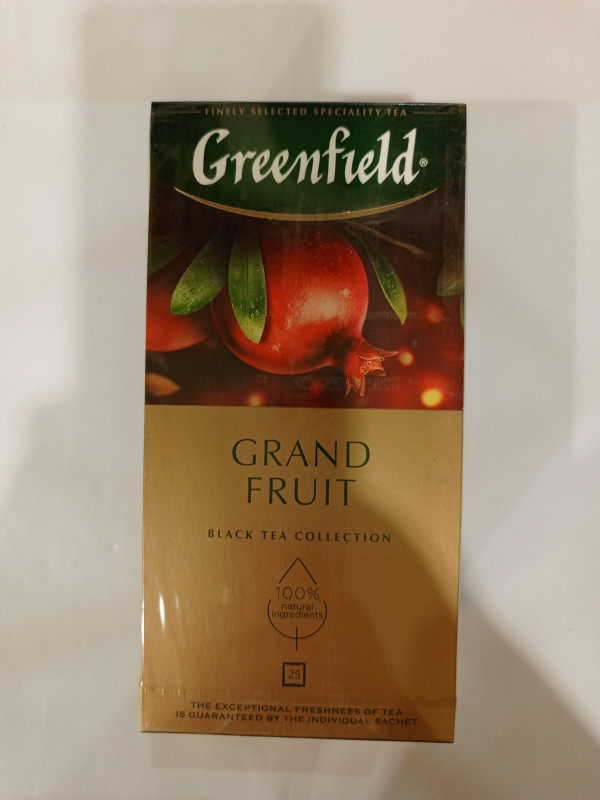 FINELY SELECTED SPECIALITY TEA
Greenfield®
GRAND
FRUIT
BLACK TEA COLLECTION
100%
natural
ingredients
25
THE EXCEPTIONAL FRESHNESS OF TEA
IS GUARANTEED BY THE INDIVIDUAL SACHET